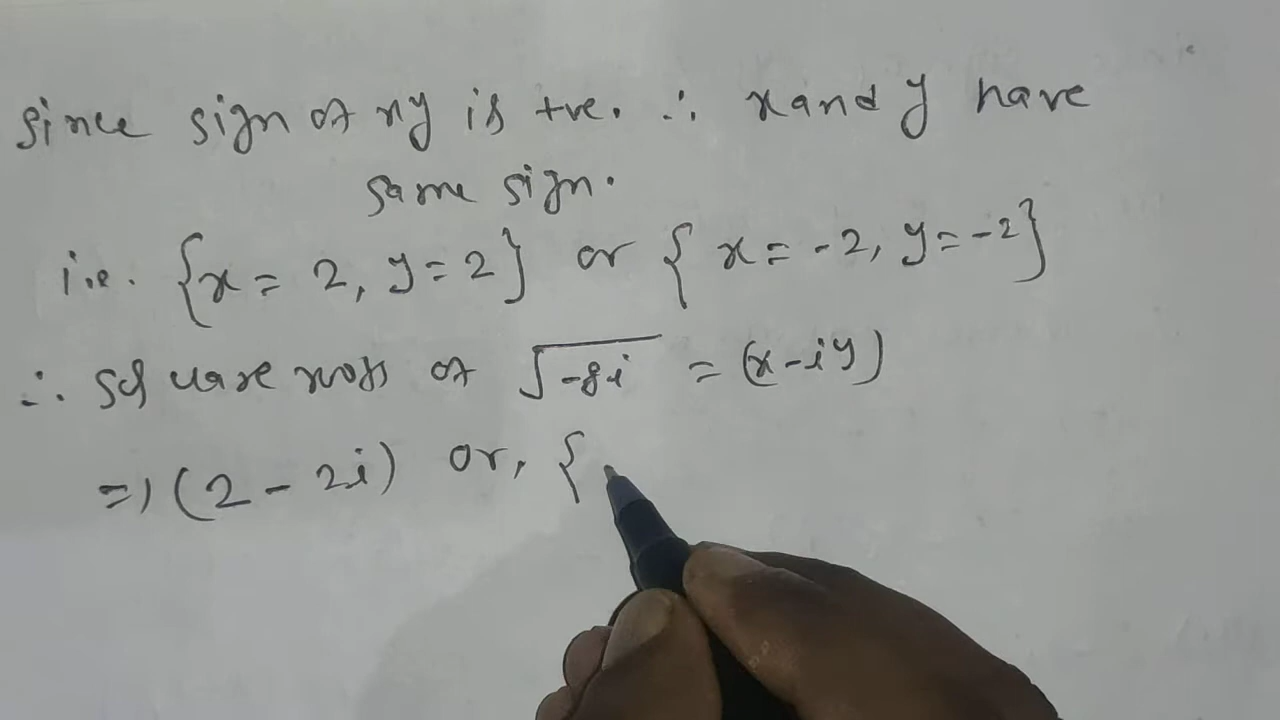 since sign of xy is +ve. ∴ x and y have
same sign.
i.e. {x = 2, y = 2} or { x = -2, y = -2}
∴ square roots of √-8i = (x-iy)
=) (2 - 2i) or, {